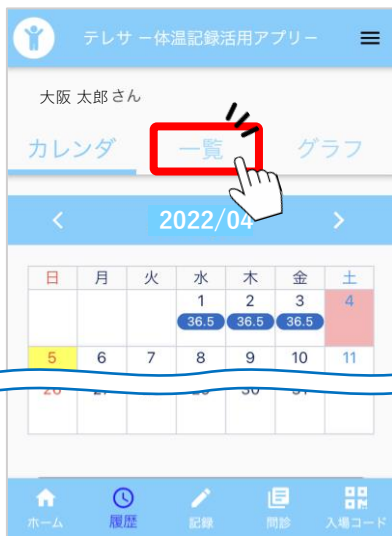 テレサ －体温記録活用アプリ－
大阪 太郎さん
カレンダ 一覧 グラフ
< 2022/04 >
日 月 火 水 木 金 土
1 2 3 4
36.5 36.5 36.5
5 6 7 8 9 10 11
ホーム 履歴 記録 問診 入場コード